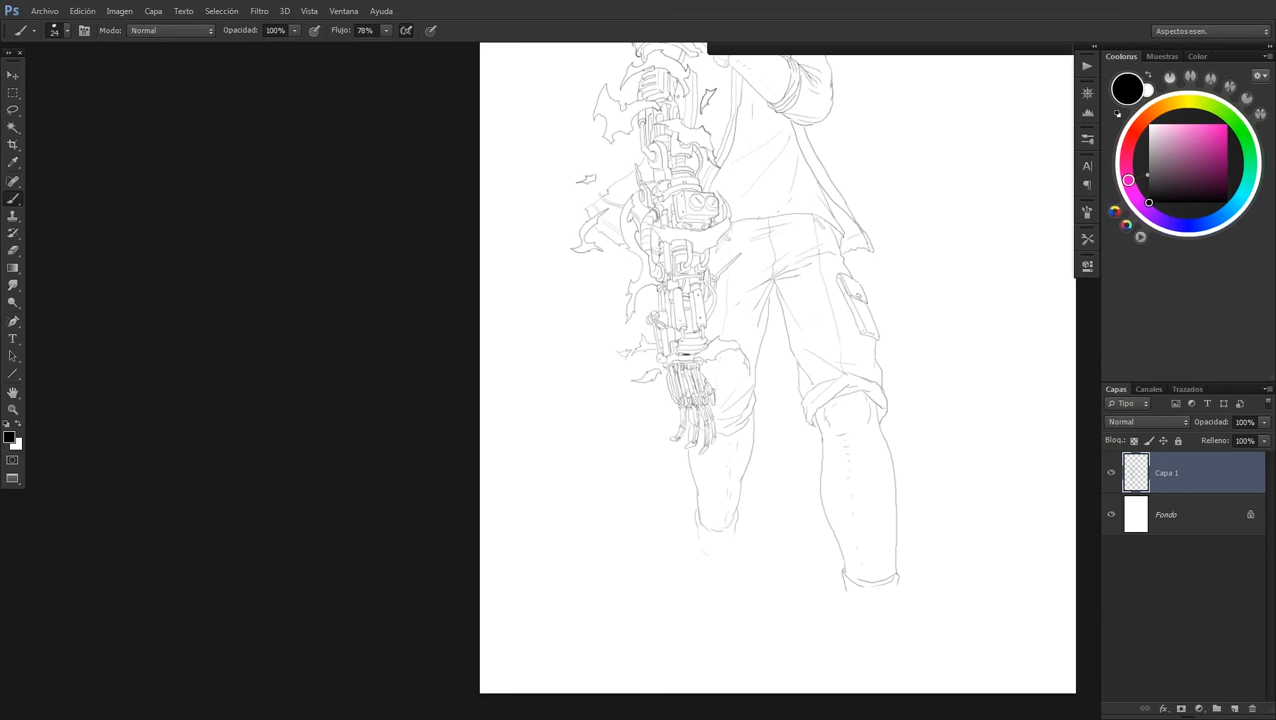 Ps Archivo Edición Imagen Capa Texto Selección Filtro 3D Vista Ventana Ayuda
24 Modo: Normal Opacidad: 100% Flujo: 78% Aspectos esen.
Coolorus Muestras Color
Capas Canales Trazados
Tipo
Normal Opacidad: 100%
Bloq.: Relleno: 100%
Capa 1
Fondo